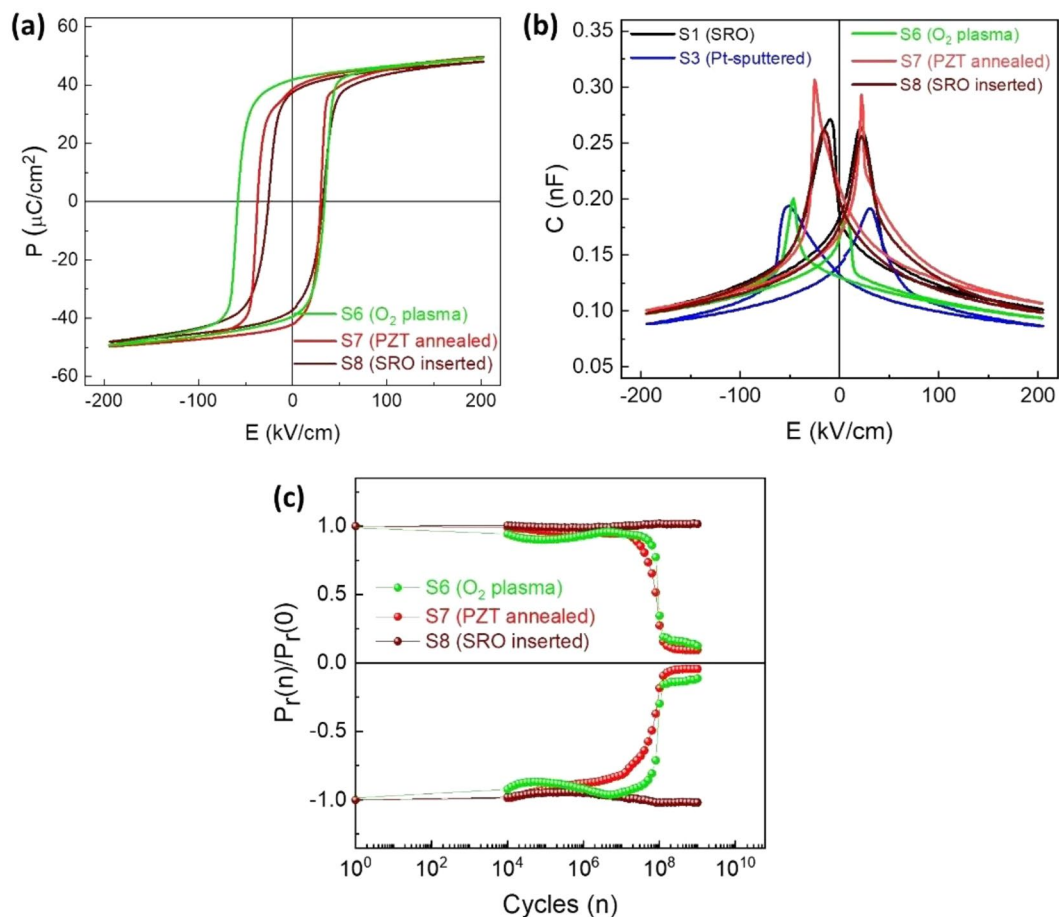 (a)
60
40
20
0
-20
-40
-60
P (μC/cm²)
S6 (O₂ plasma)
S7 (PZT annealed)
S8 (SRO inserted)
-200 -100 0 100 200
E (kV/cm)
(b)
0.35
0.30
0.25
0.20
0.15
0.10
0.05
C (nF)
S1 (SRO)
S3 (Pt-sputtered)
S6 (O₂ plasma)
S7 (PZT annealed)
S8 (SRO inserted)
-200 -100 0 100 200
E (kV/cm)
(c)
1.0
0.5
0.0
-0.5
-1.0
Pr(n)/Pr(0)
S6 (O₂ plasma)
S7 (PZT annealed)
S8 (SRO inserted)
10⁰ 10² 10⁴ 10⁶ 10⁸ 10¹⁰
Cycles (n)